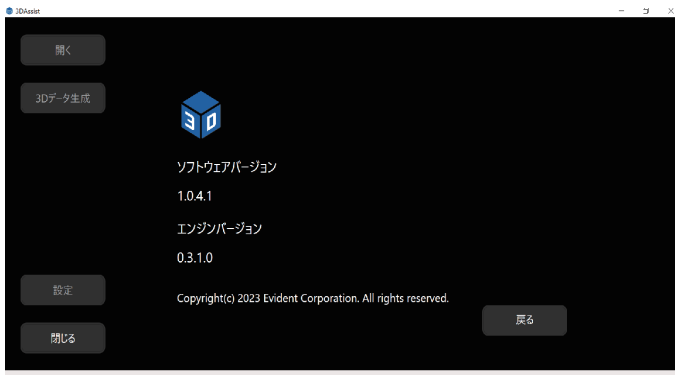 3DAssist
開く
3Dデータ生成
3D
ソフトウェアバージョン
1.0.4.1
エンジンバージョン
0.3.1.0
設定
Copyright(c) 2023 Evident Corporation. All rights reserved.
戻る
閉じる